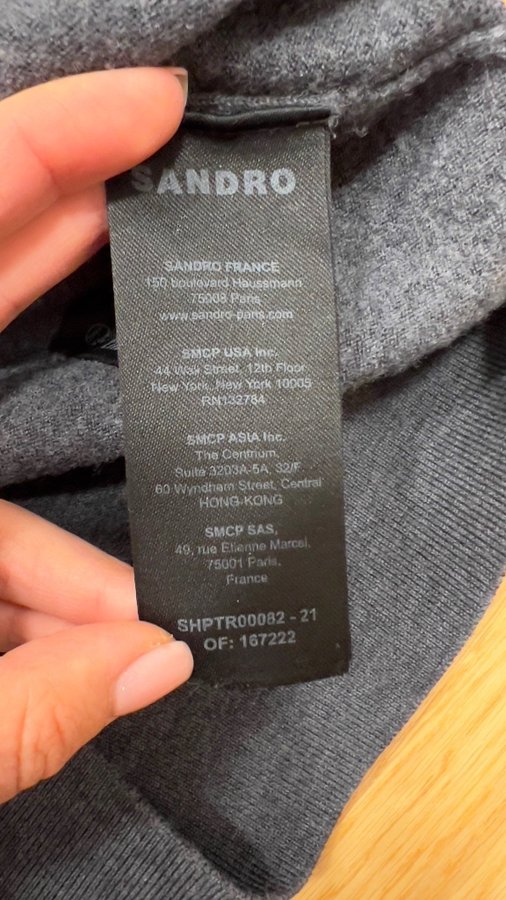 SANDRO
SANDRO FRANCE
150 boulevard Haussmann
75008 Paris
www.sandro-paris.com
SMCP USA Inc.
44 Wall Street, 12th Floor
New York, New York 10005
RN132784
SMCP ASIA Inc.
The Centrium,
Suite 3203A-5A, 32/F
60 Wyndham Street, Central
HONG-KONG
SMCP SAS,
49, rue Etienne Marcel,
75001 Paris,
France
SHPTR00082 - 21
OF: 167222